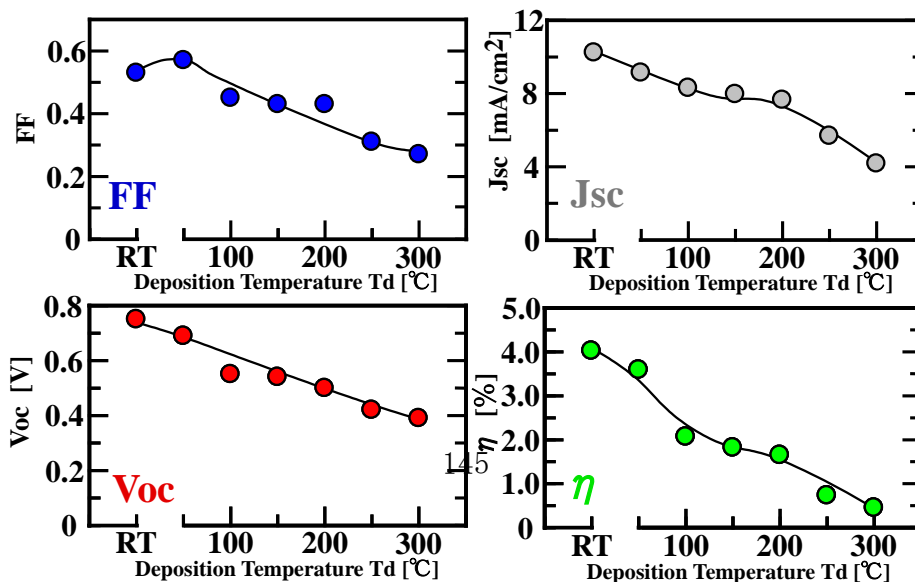 0.6
0.4
0.2
0
FF
FF
RT 100 200 300
Deposition Temperature Td [℃]
12
8
4
0
Jsc [mA/cm2]
Jsc
RT 100 200 300
Deposition Temperature Td [℃]
0.8
0.6
0.4
0.2
0
Voc [V]
Voc
RT 100 200 300
Deposition Temperature Td [℃]
145
5.0
4.0
3.0
2.0
1.0
0
η [%]
η
RT 100 200 300
Deposition Temperature Td [℃]